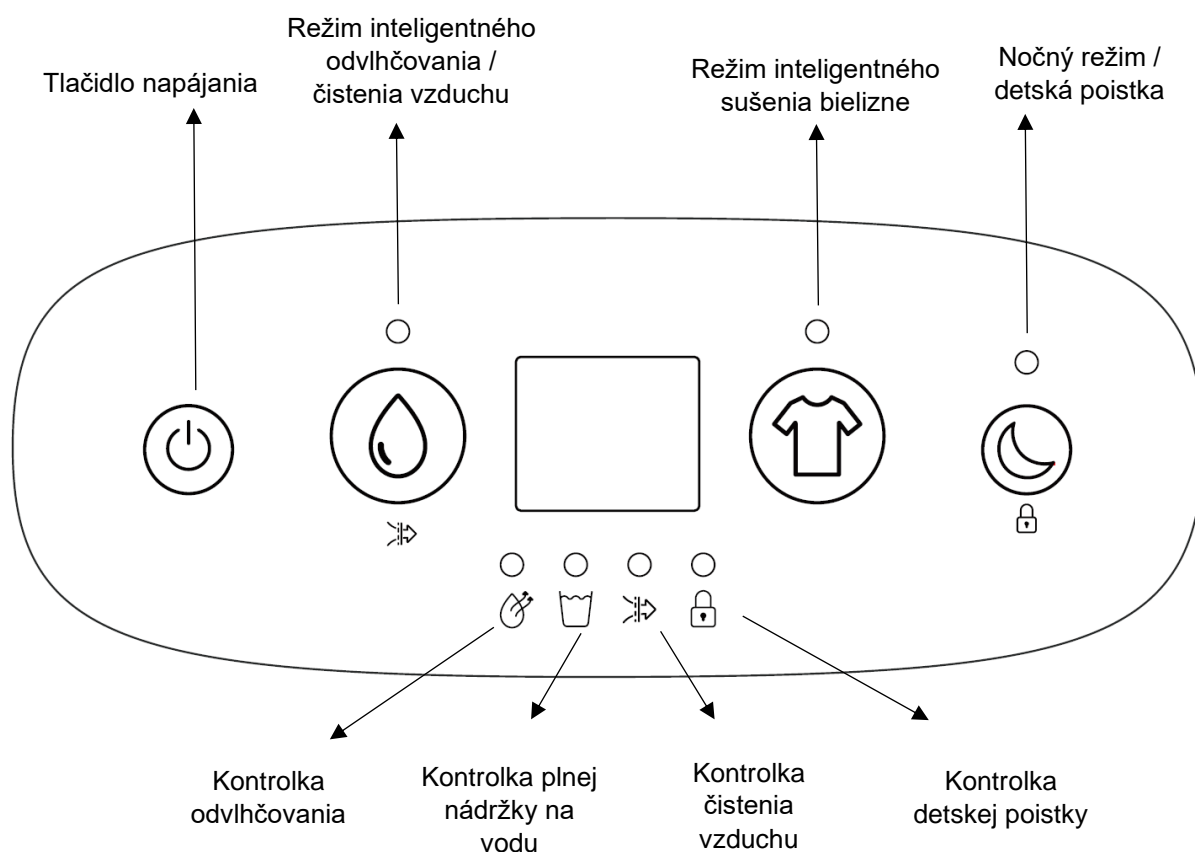 Tlačidlo napájania
Režim inteligentného
odvlhčovania /
čistenia vzduchu
Režim inteligentného
sušenia bielizne
Nočný režim /
detská poistka
Kontrolka
odvlhčovania
Kontrolka plnej
nádržky na
vodu
Kontrolka
čistenia
vzduchu
Kontrolka
detskej poistky